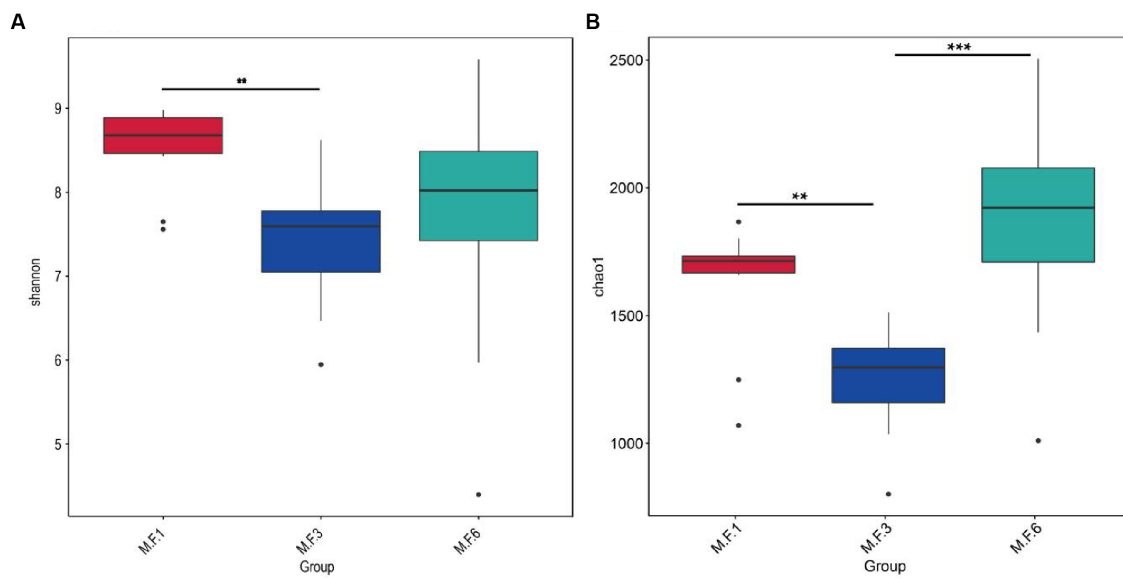 A
**
shannon
9
8
7
6
5
M.F.1
M.F.3
M.F.6
Group
B
***
**
chao1
2500
2000
1500
1000
M.F.1
M.F.3
M.F.6
Group